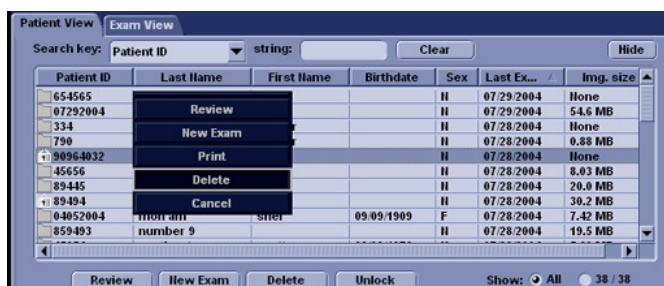 Patient View Exam View
Search key: Patient ID string: Clear Hide
Patient ID Last Name First Name Birthdate Sex Last Ex... Img. size
654565 N 07/29/2004 None
07292004 Review N 07/29/2004 54.6 MB
334 New Exam N 07/28/2004 None
790 N 07/28/2004 0.88 MB
90964032 Print N 07/28/2004 None
45656 Delete N 07/28/2004 8.03 MB
89445 N 07/28/2004 20.0 MB
89494 Cancel N 07/28/2004 30.2 MB
04052004 09/09/1909 F 07/28/2004 7.42 MB
859493 number 9 N 07/28/2004 19.5 MB
Review New Exam Delete Unlock Show: All 38 / 38